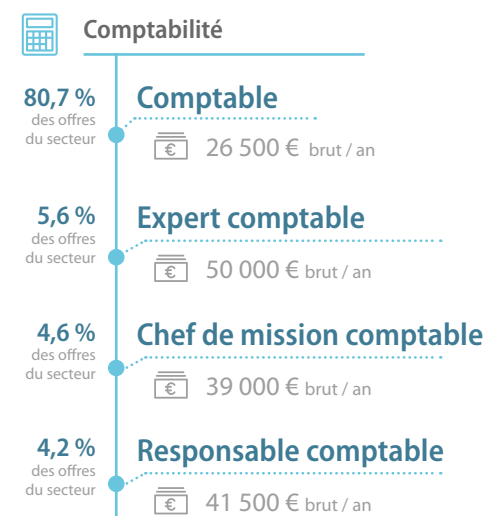 Comptabilité
80,7 %
des offres
du secteur
Comptable
€ 26 500 € brut / an
5,6 %
des offres
du secteur
Expert comptable
€ 50 000 € brut / an
4,6 %
des offres
du secteur
Chef de mission comptable
€ 39 000 € brut / an
4,2 %
des offres
du secteur
Responsable comptable
€ 41 500 € brut / an